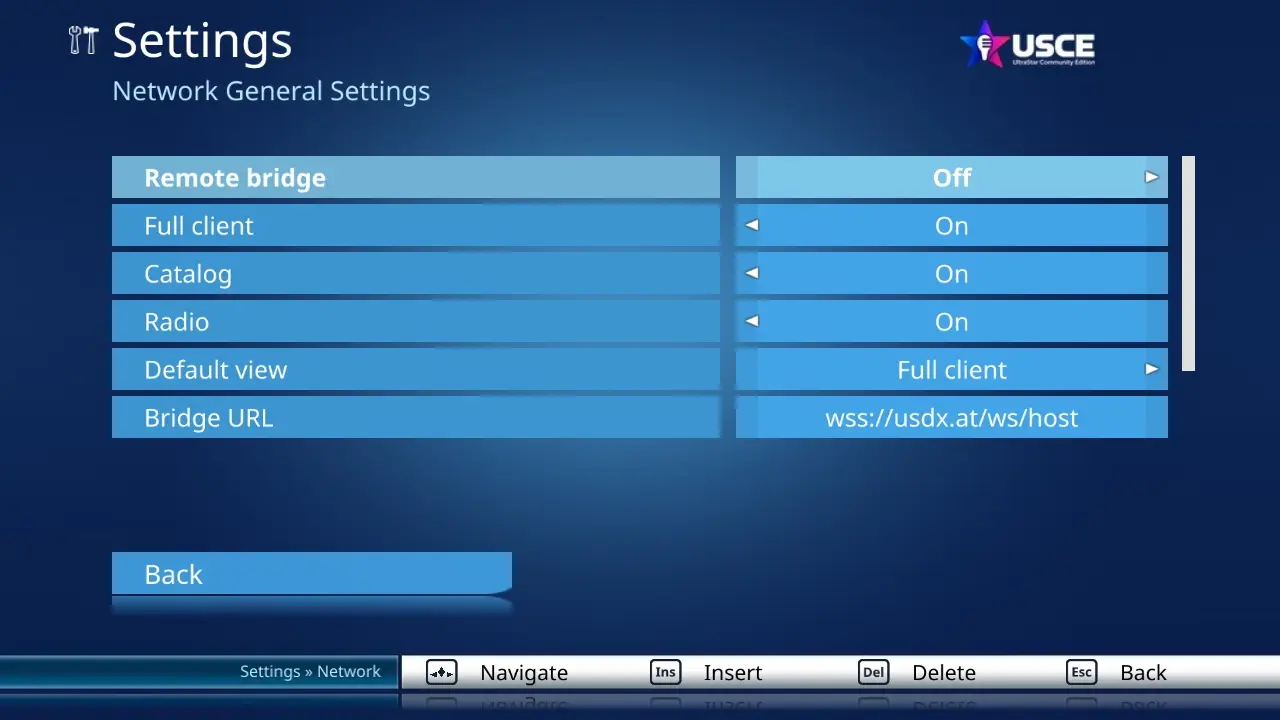 Settings
USCE
UltraStar Community Edition
Network General Settings
Remote bridge Off
Full client On
Catalog On
Radio On
Default view Full client
Bridge URL wss://usdx.at/ws/host
Back
Settings » Network Navigate Ins Insert Del Delete Esc Back